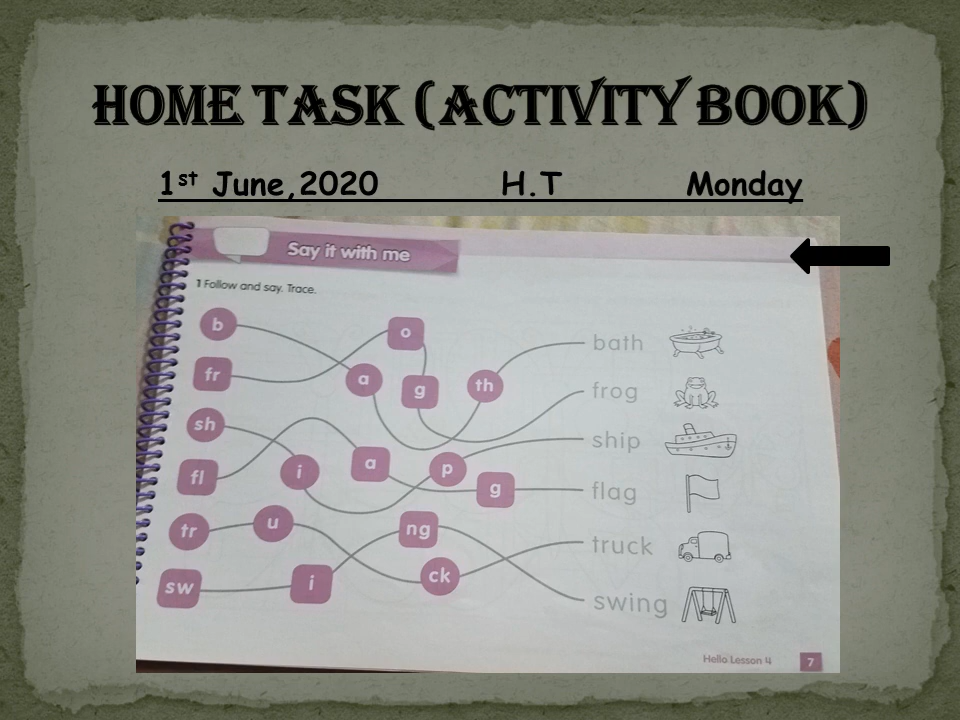 HOME TASK (ACTIVITY BOOK)
1st June,2020 H.T Monday
Say it with me
1 Follow and say. Trace.
b o bath
fr a g th frog
sh ship
fl i a p g flag
tr u ng truck
sw i ck swing
Hello Lesson 4 7